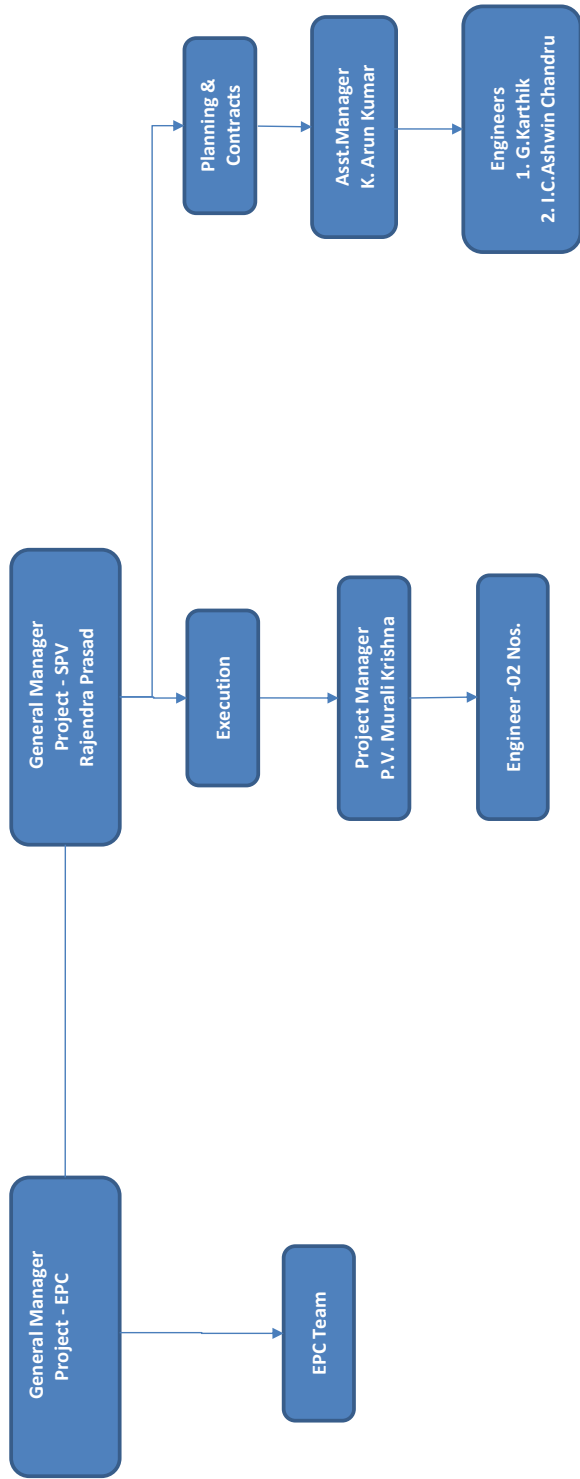 General Manager
Project - EPC
General Manager
Project - SPV
Rajendra Prasad
EPC Team
Execution
Planning &
Contracts
Project Manager
P.V. Murali Krishna
Asst.Manager
K. Arun Kumar
Engineer -02 Nos.
Engineers
1. G.Karthik
2. I.C.Ashwin Chandru